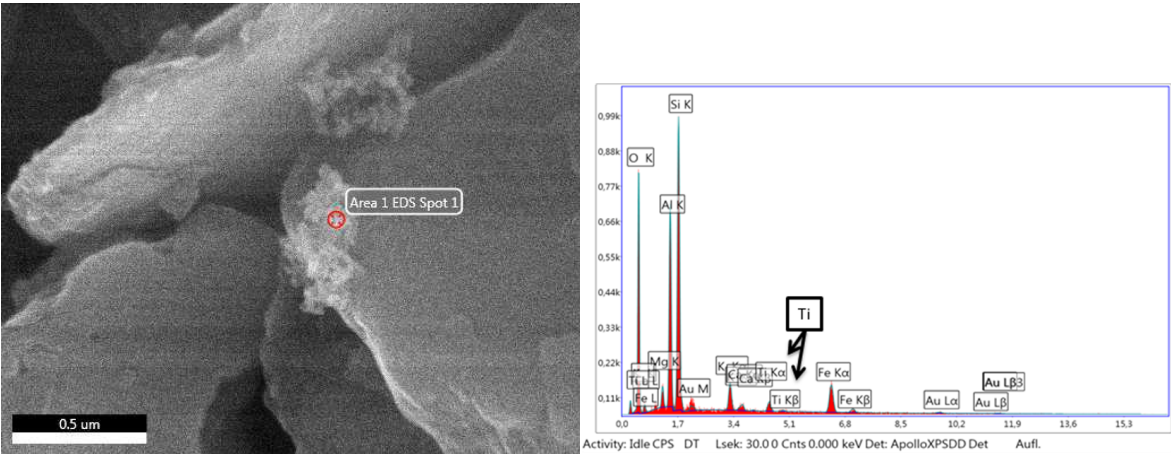 Area 1 EDS Spot 1
0.5 um
Si K
O K
Al K
Ti
Mg K
Ti Kα
Fe Kα
Fe L
Au M
Ti Kβ
Fe Kβ
Au Lα
Au Lβ
0,99k
0,88k
0,77k
0,66k
0,55k
0,44k
0,33k
0,22k
0,11k
0,0 1,7 3,4 5,1 6,8 8,5 10,2 11,9 13,6 15,3
Activity: Idle CPS DT Lsek: 30.0 0 Cnts 0.000 keV Det: ApolloXPSDD Det Aufl.